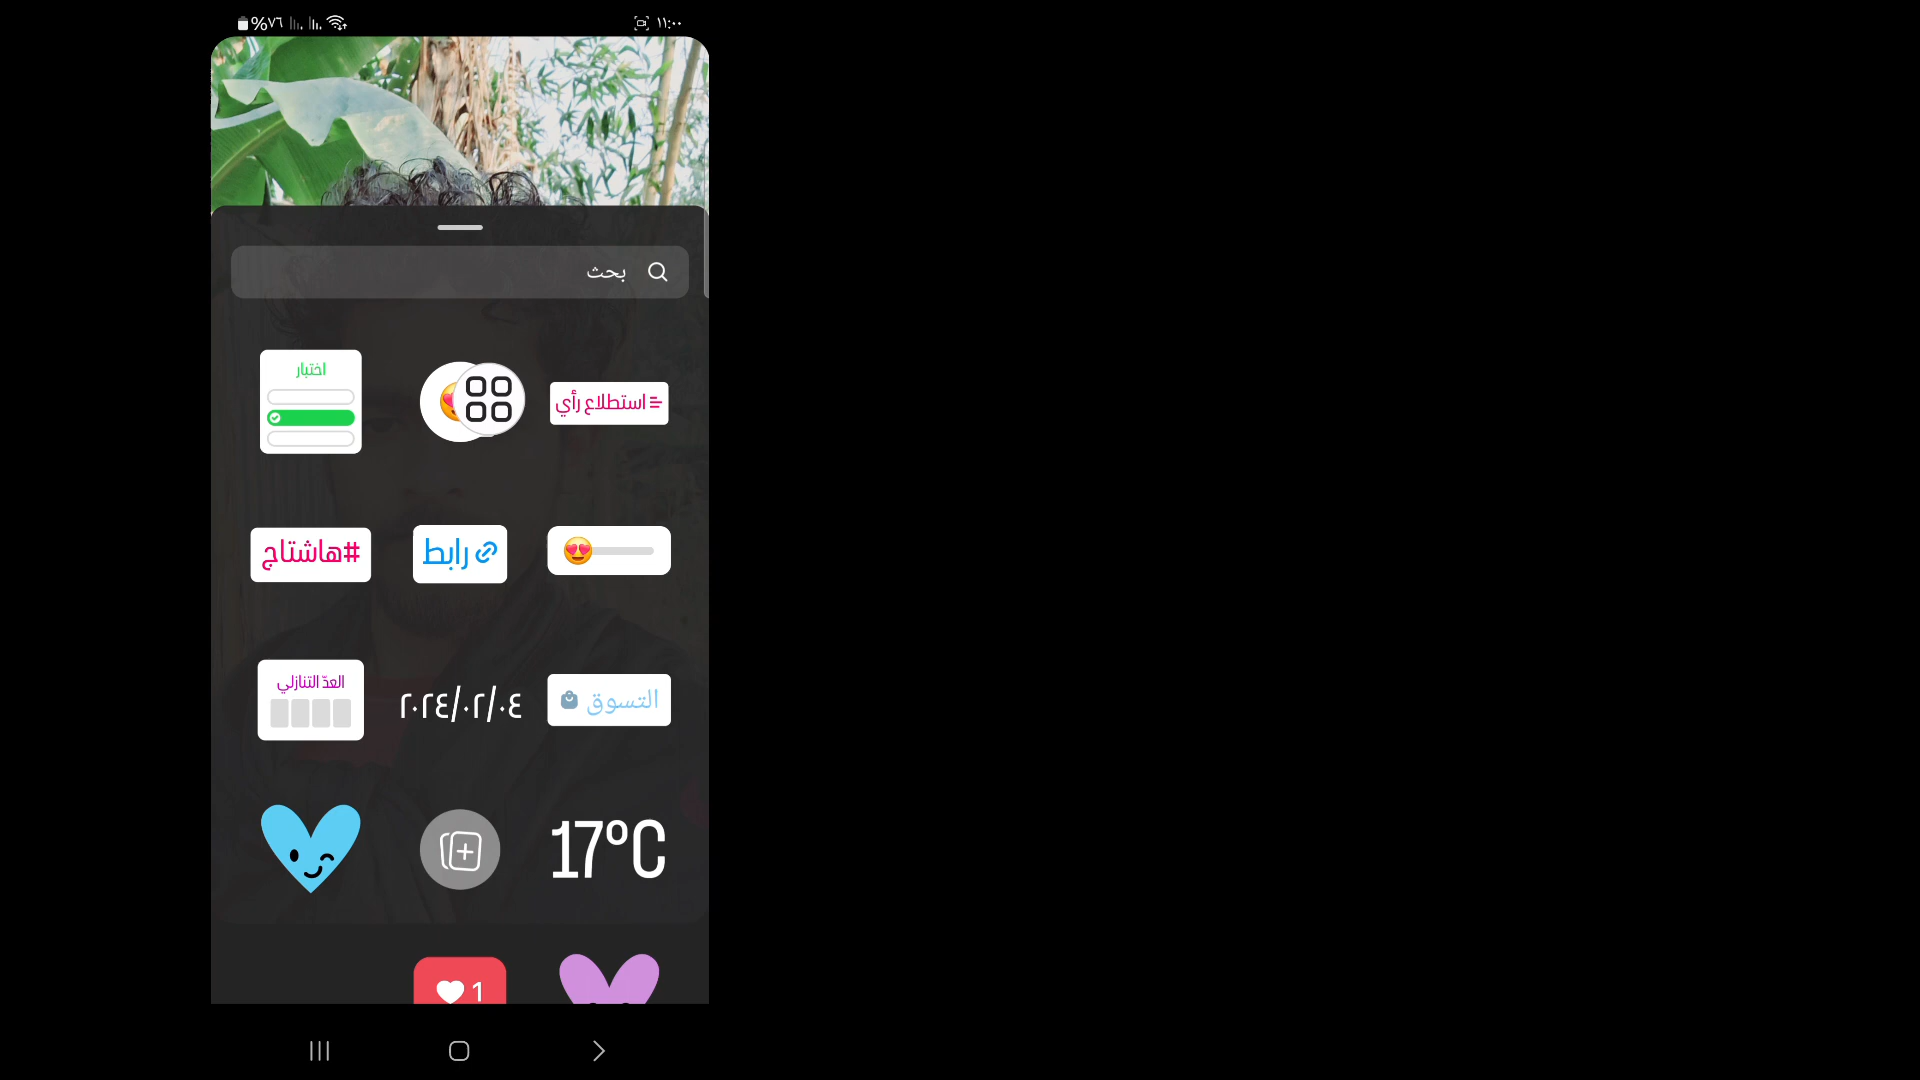 %٧٦
١١:٠٠
بحث
استطلاع رأي
اختبار
رابط
#هاشتاج
التسوق
٢٠٢٤/٠٢/٠٤
العدّ التنازلي
17°C
1